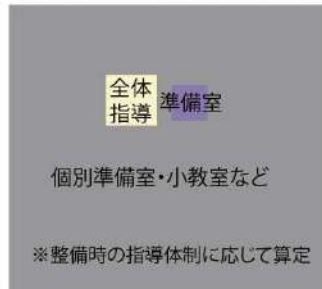 全体
指導
準備室
個別準備室・小教室など
※整備時の指導体制に応じて算定